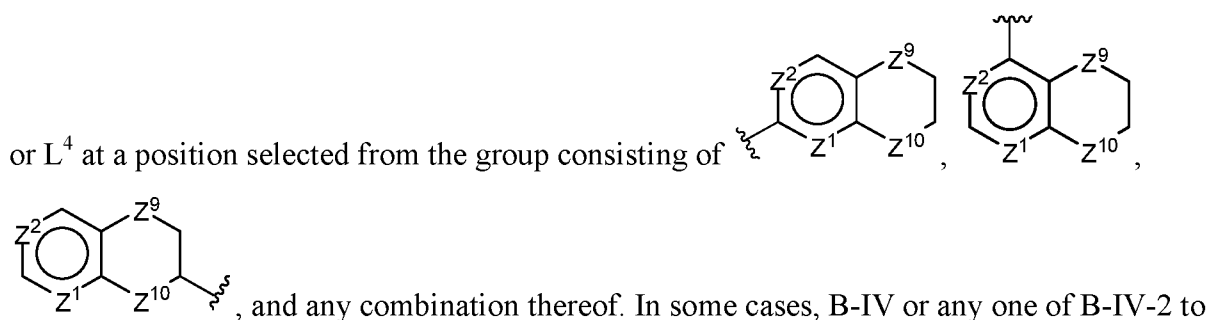 or L⁴ at a position selected from the group consisting of Z² Z⁹ Z¹ Z¹⁰ , Z² Z⁹ Z¹ Z¹⁰ ,
Z² Z⁹ Z¹ Z¹⁰ , and any combination thereof. In some cases, B-IV or any one of B-IV-2 to